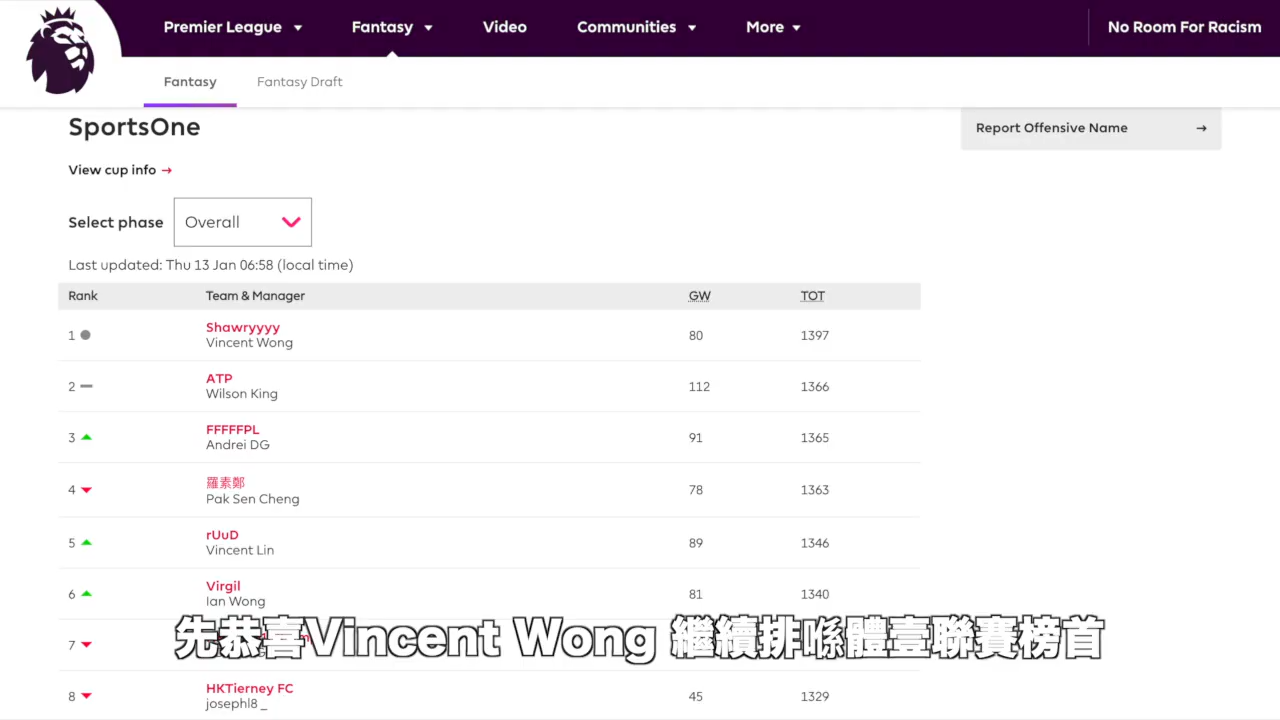 Premier League Fantasy Video Communities More No Room For Racism
Fantasy Fantasy Draft
SportsOne
Report Offensive Name →
View cup info →
Select phase Overall
Last updated: Thu 13 Jan 06:58 (local time)
Rank Team & Manager GW TOT
1 Shawryyyy 80 1397
Vincent Wong
2 ATP 112 1366
Wilson King
3 FFFFFPL 91 1365
Andrei DG
4 羅素鄭 78 1363
Pak Sen Cheng
5 rUuD 89 1346
Vincent Lin
6 Virgil 81 1340
Ian Wong
7
先恭喜Vincent Wong 繼續排喺體壹聯賽榜首
8 HKTierney FC 45 1329
josephl8 _